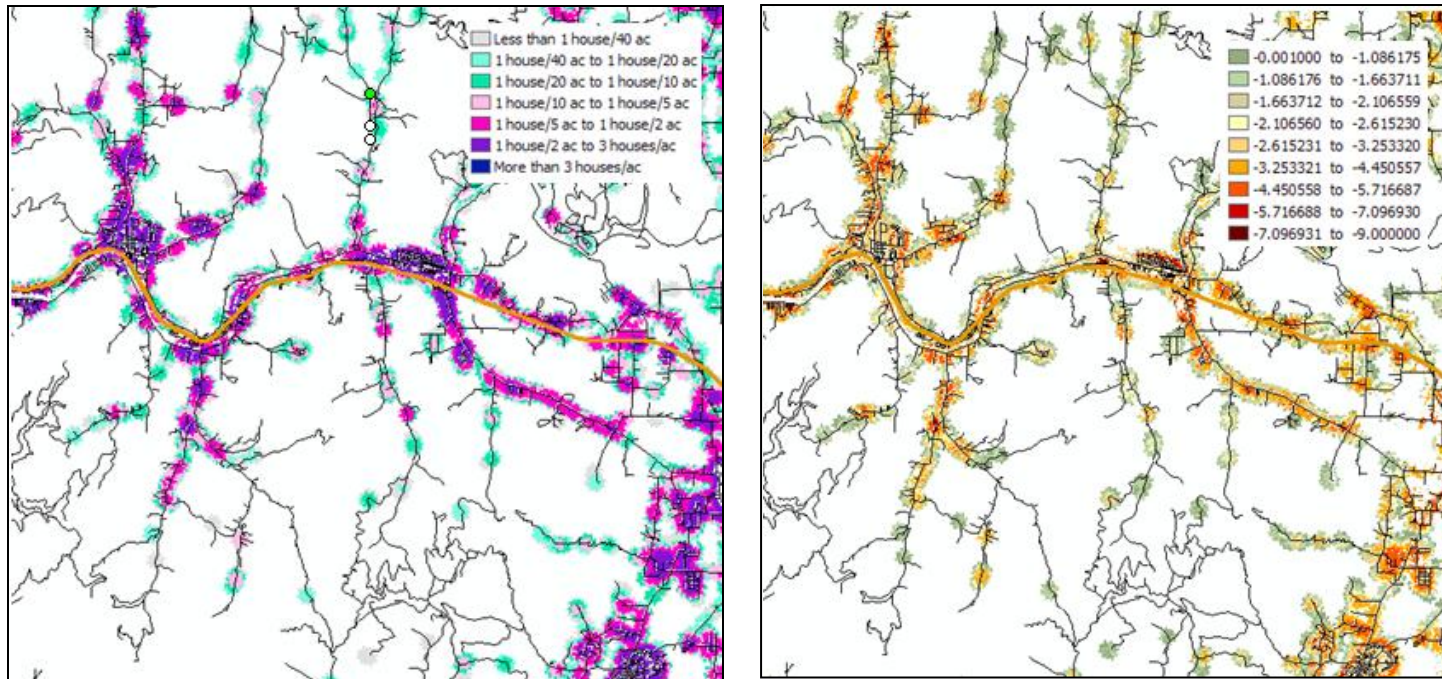 Less than 1 house/40 ac
1 house/40 ac to 1 house/20 ac
1 house/20 ac to 1 house/10 ac
1 house/10 ac to 1 house/5 ac
1 house/5 ac to 1 house/2 ac
1 house/2 ac to 3 houses/ac
More than 3 houses/ac
-0.001000 to -1.086175
-1.086176 to -1.663711
-1.663712 to -2.106559
-2.106560 to -2.615230
-2.615231 to -3.253320
-3.253321 to -4.450557
-4.450558 to -5.716687
-5.716688 to -7.096930
-7.096931 to -9.000000